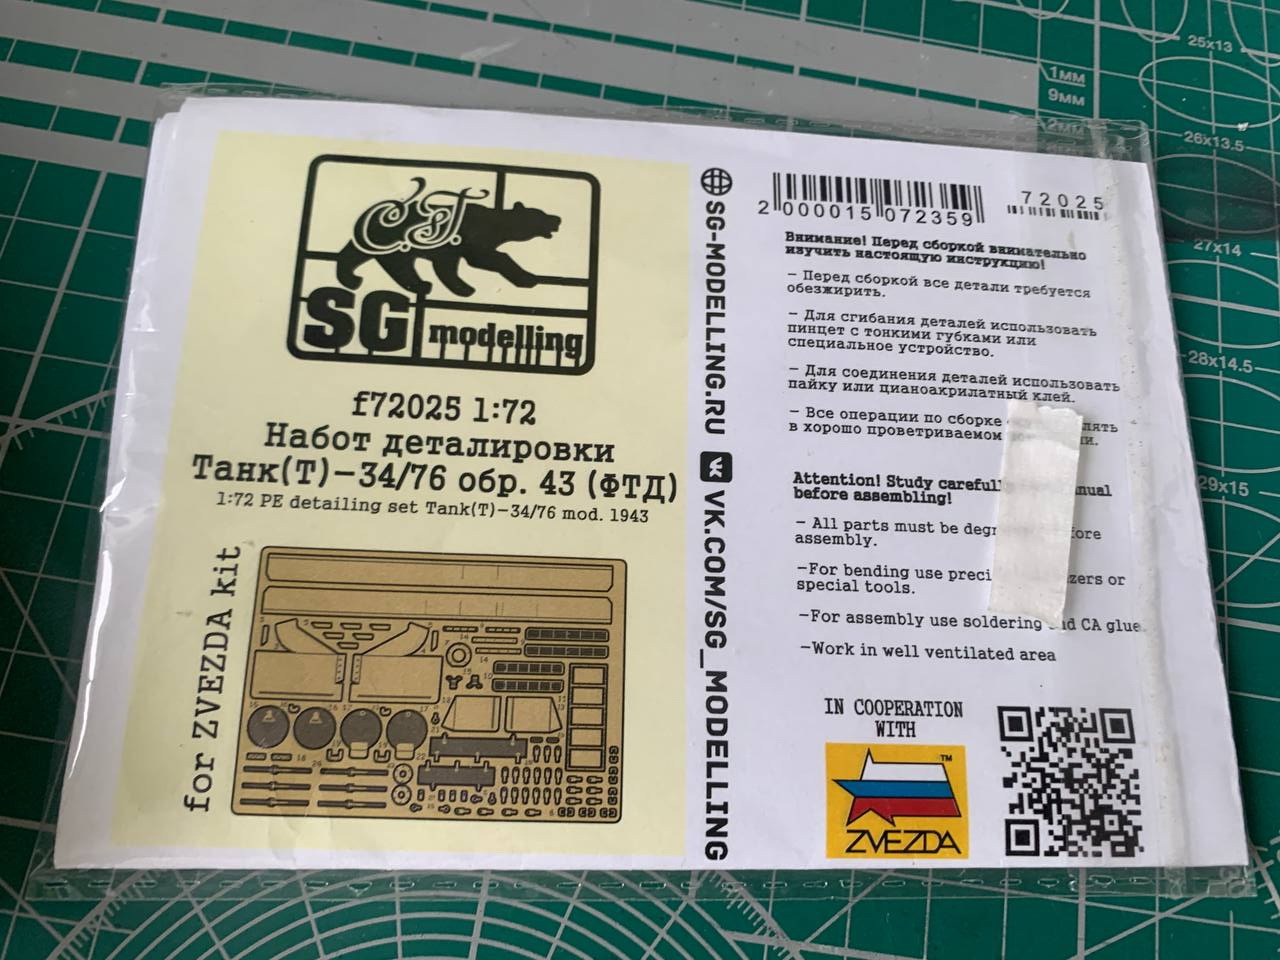 С.Т.
SG modelling
f72025 1:72
Набот деталировки
Танк(Т)-34/76 обр. 43 (ФТД)
1:72 PE detailing set Tank(T)-34/76 mod. 1943
for ZVEZDA kit
SG-MODELLING.RU
VK.COM/SG_MODELLING
2 000015 072359
72025
Внимание! Перед сборкой внимательно
изучить настоящую инструкцию!
- Перед сборкой все детали требуется
обезжирить.
- Для сгибания деталей использовать
пинцет с тонкими губками или
специальное устройство.
- Для соединения деталей использовать
пайку или цианоакрилатный клей.
- Все операции по сборке
в хорошо проветриваемом
Attention! Study
before assembling!
- All parts must be
assembly.
-For bending use
special tools.
-For assembly use soldering CA glue.
-Work in well ventilated area
IN COOPERATION
WITH
ZVEZDA
TM
1мм
9мм
2мм
25x13
26x13.5
27x14
28x14.5
29x15